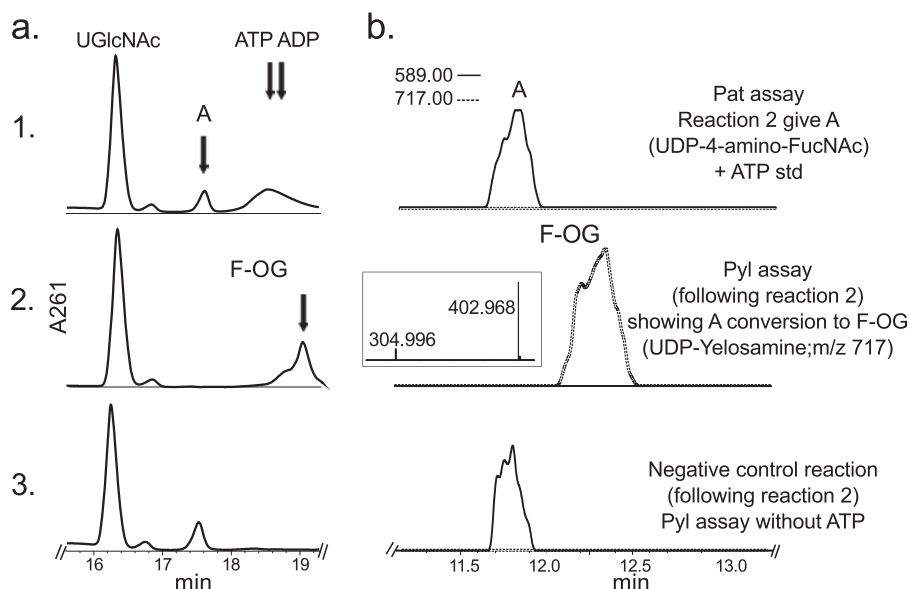 a.
b.
UGlcNAc
ATP ADP
A
1.
589.00
717.00
A
Pat assay
Reaction 2 give A
(UDP-4-amino-FucNAc)
+ ATP std
2.
A261
F-OG
304.996
402.968
F-OG
Pyl assay
(following reaction 2)
showing A conversion to F-OG
(UDP-Yelosamine;m/z 717)
3.
Negative control reaction
(following reaction 2)
Pyl assay without ATP
16 17 18 19
min
11.5 12.0 12.5 13.0
min